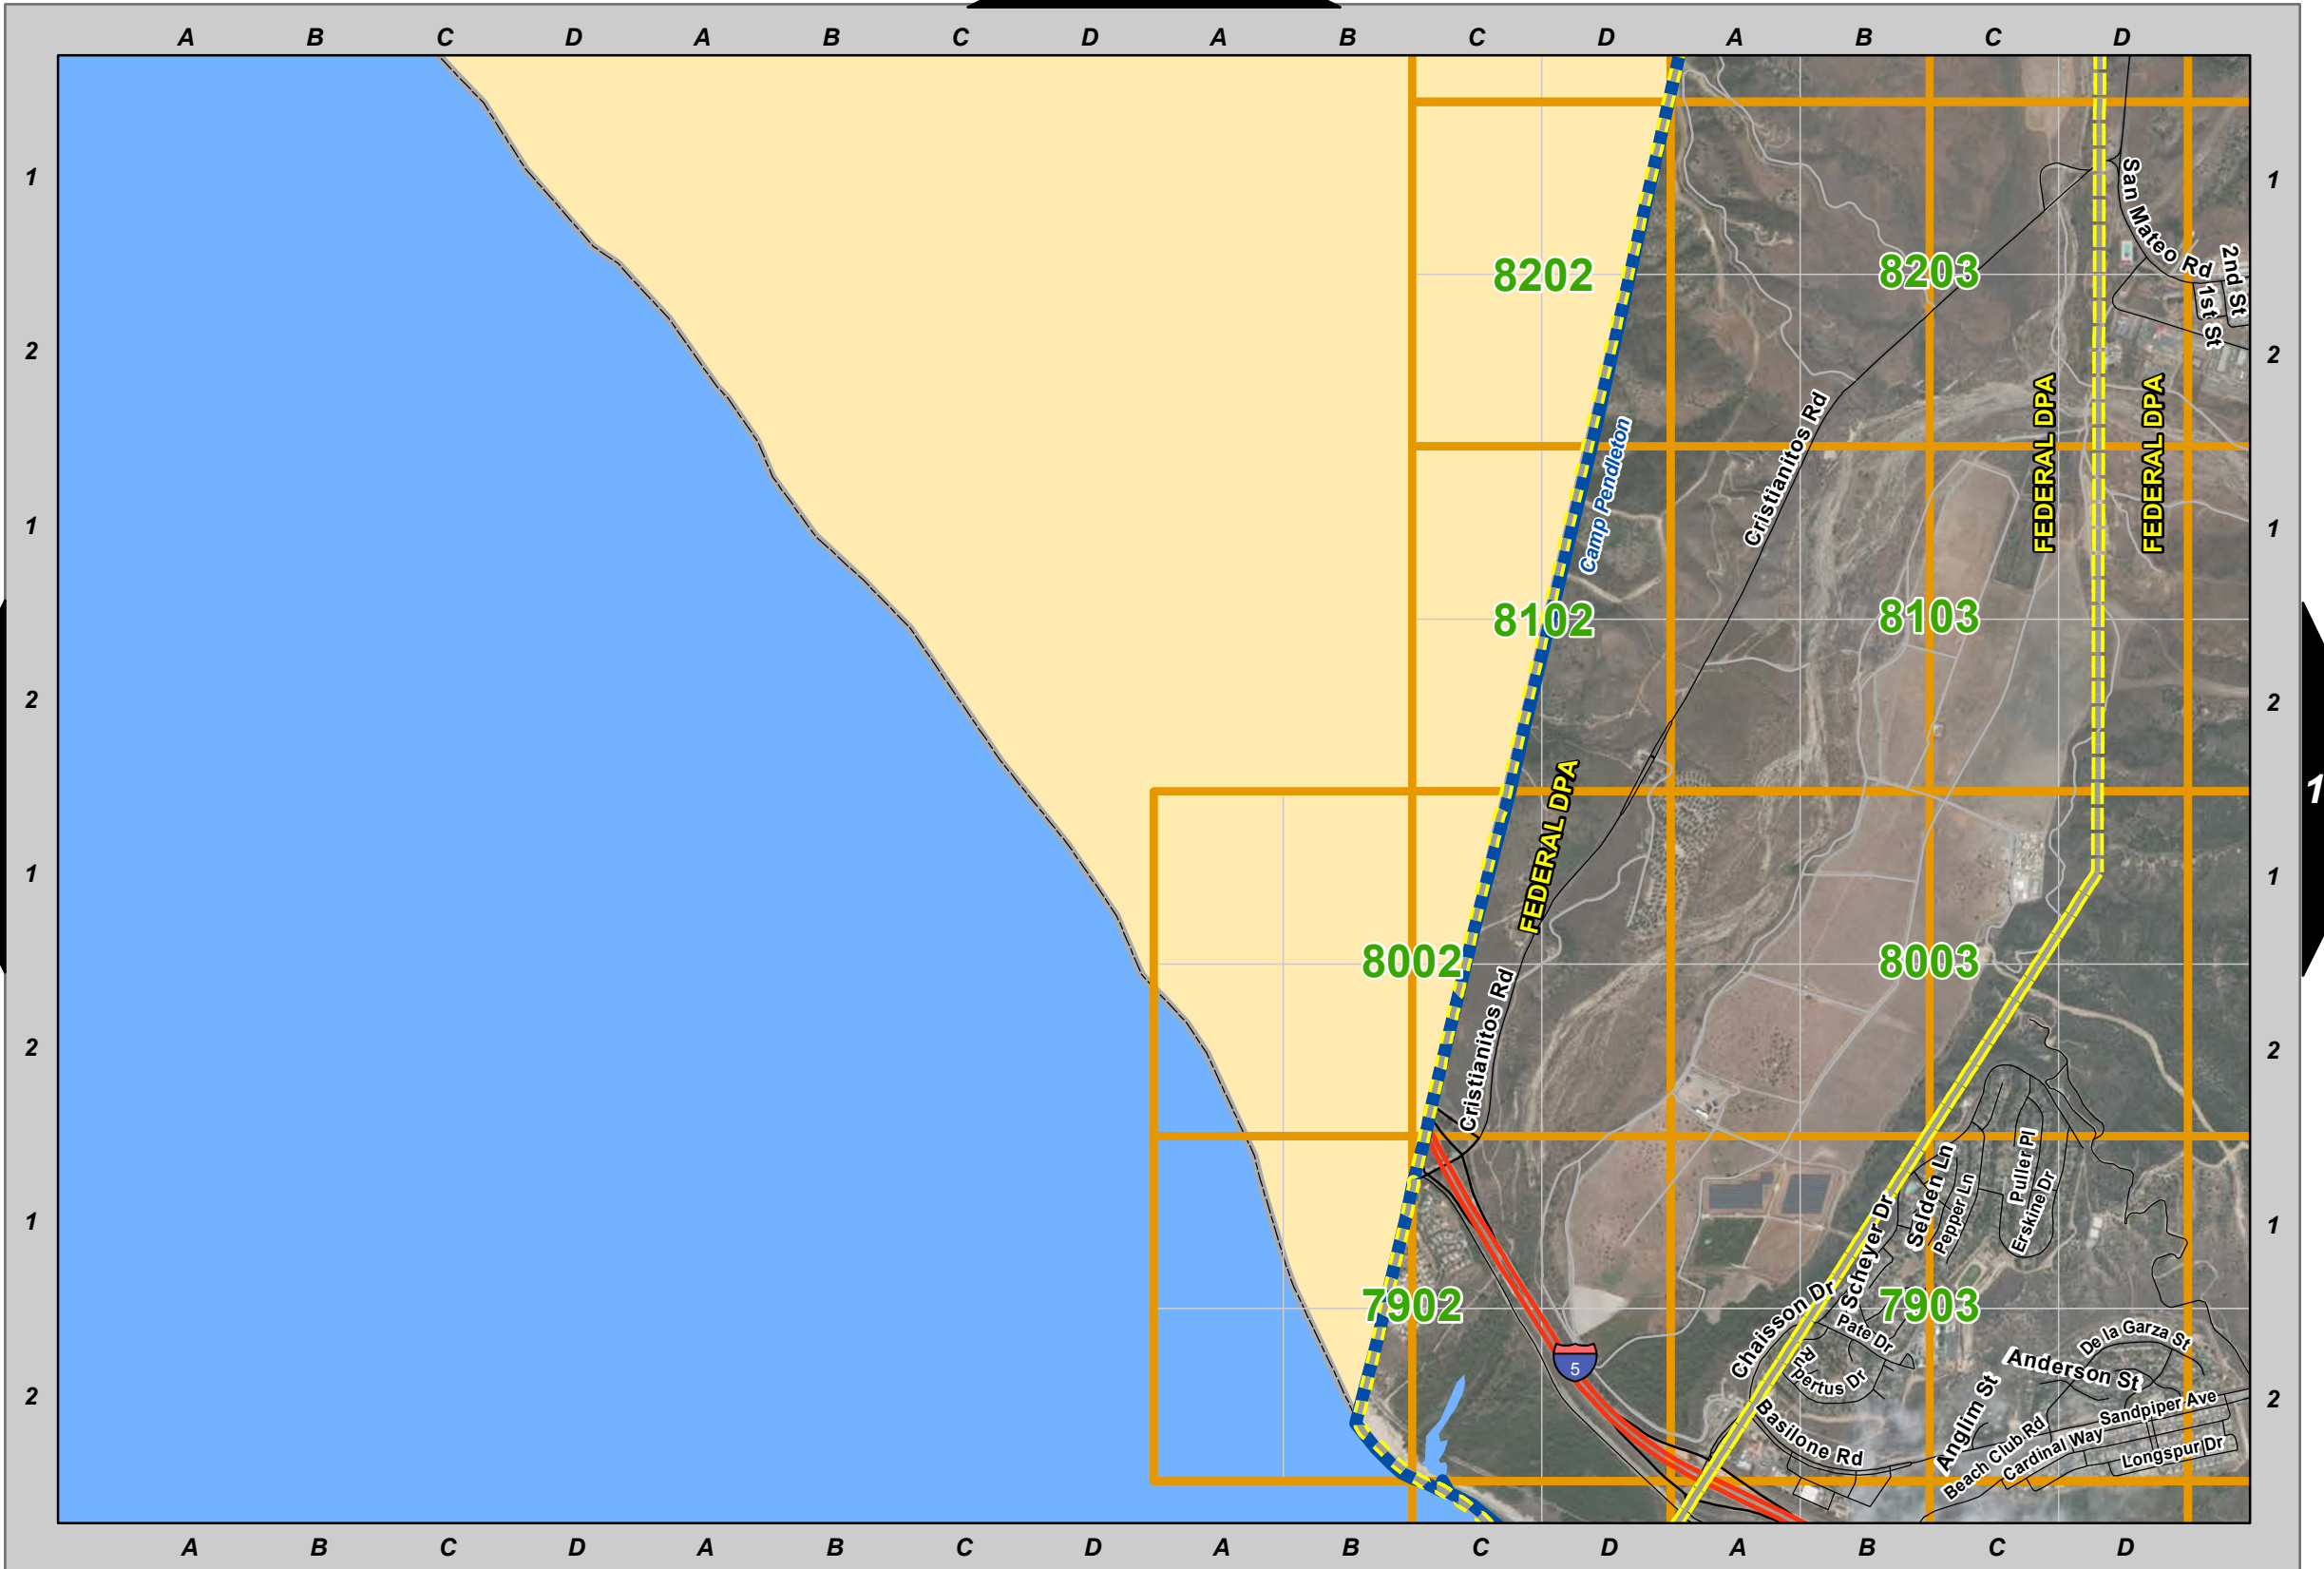 A B C D A B C D A B C D A B C D
1 1
San Mateo Rd
2nd St
1st St
8202 8203
2 2
Cristianitos Rd
FEDERAL DPA
FEDERAL DPA
Camp Pendleton
1 1
8102 8103
2 2
1
FEDERAL DPA
1 1
8002 8003
Cristianitos Rd
2 2
Puller Pl
Selden Ln
Pepper Ln
Erskine Dr
Scheyer Dr
1 1
7902 7903
Chaisson Dr
Pate Dr
De la Garza St
5
Rupertus Dr
Anderson St
2 2
Anglim St
Sandpiper Ave
Basilone Rd
Beach Club Rd
Cardinal Way
Longspur Dr
A B C D A B C D A B C D A B C D